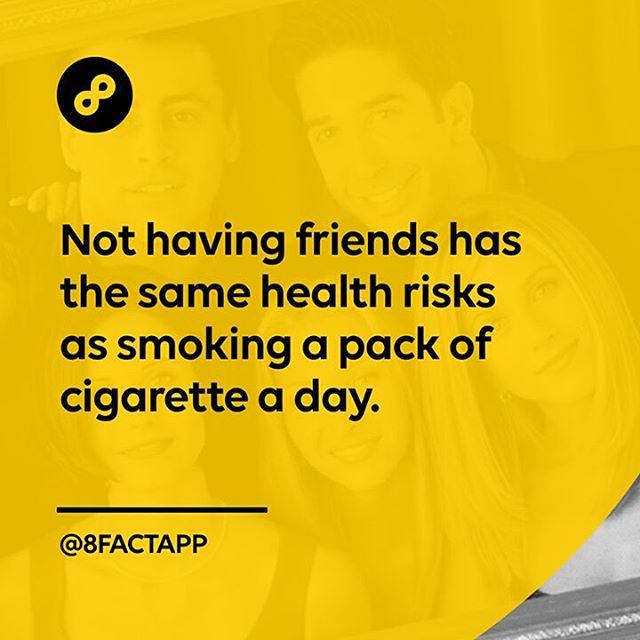 Not having friends has
the same health risks
as smoking a pack of
cigarette a day.
@8FACTAPP